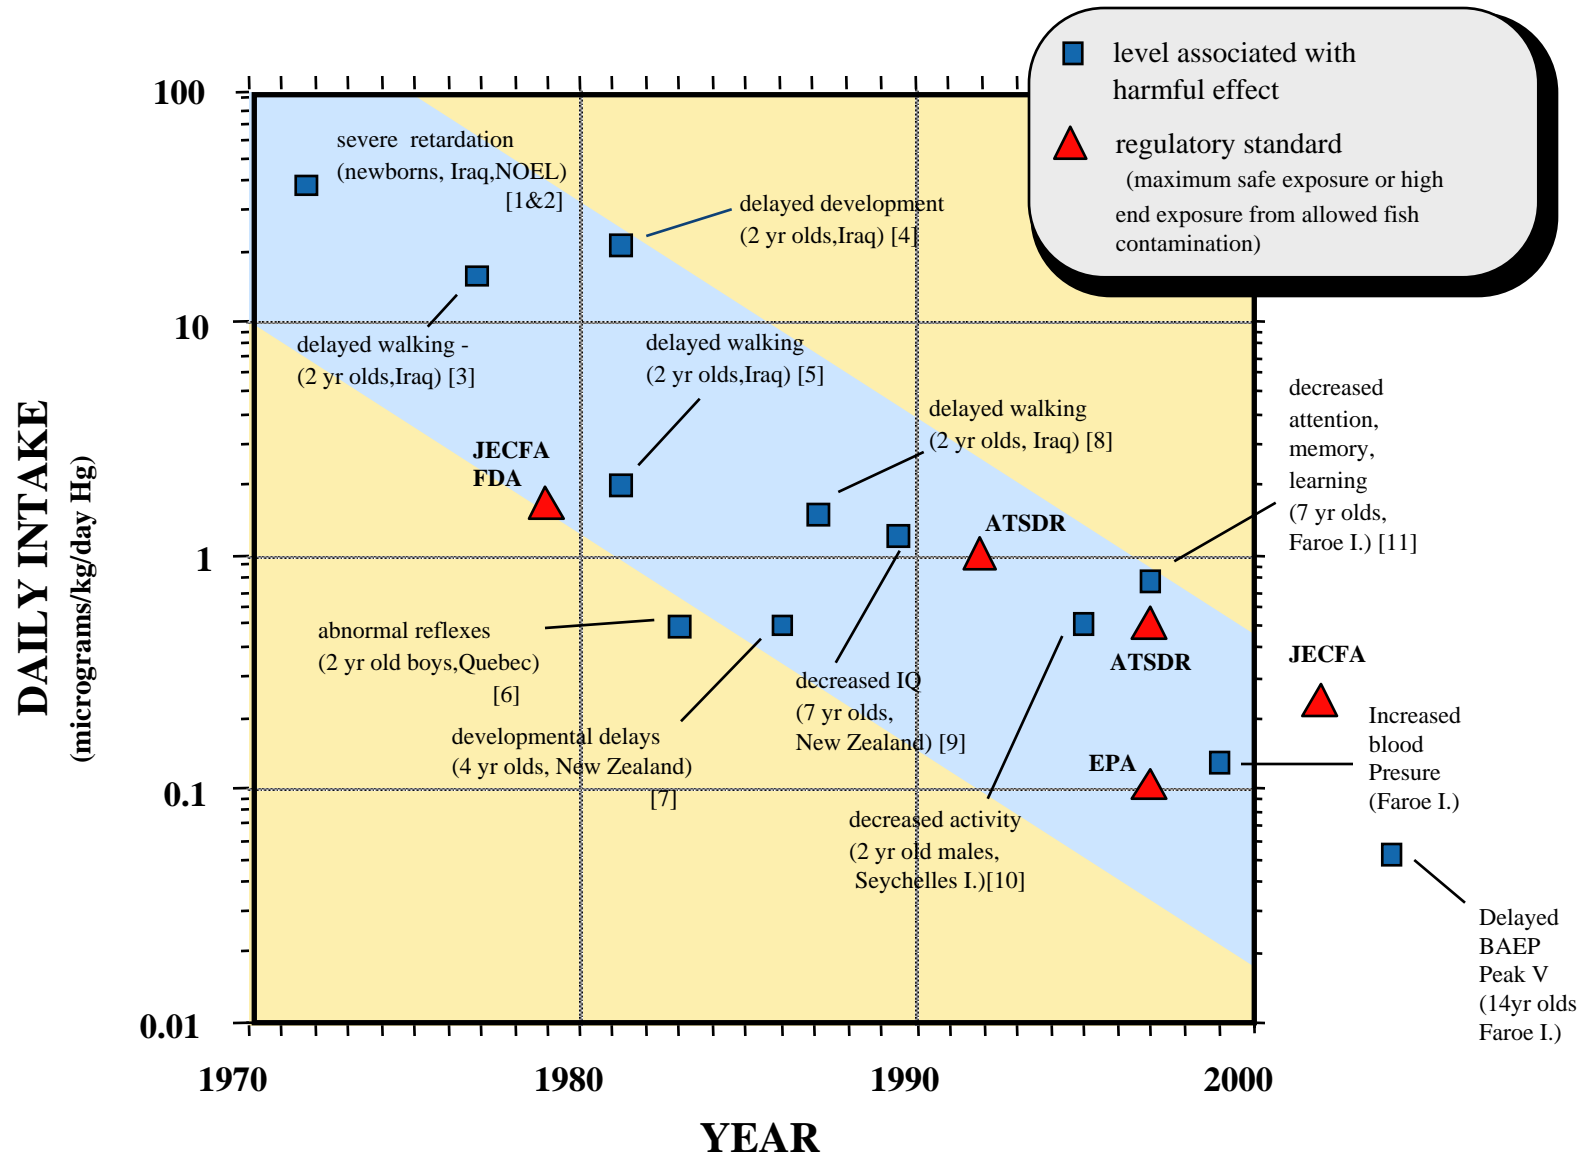 level associated with
harmful effect
regulatory standard
(maximum safe exposure or high
end exposure from allowed fish
contamination)
100
10
1
0.1
0.01
DAILY INTAKE
(micrograms/kg/day Hg)
severe retardation
(newborns, Iraq,NOEL)
[1&2]
delayed development
(2 yr olds,Iraq) [4]
delayed walking -
(2 yr olds,Iraq) [3]
delayed walking
(2 yr olds,Iraq) [5]
delayed walking
(2 yr olds, Iraq) [8]
JECFA
FDA
ATSDR
decreased
attention,
memory,
learning
(7 yr olds,
Faroe I.) [11]
abnormal reflexes
(2 yr old boys,Quebec)
[6]
developmental delays
(4 yr olds, New Zealand)
[7]
decreased IQ
(7 yr olds,
New Zealand) [9]
ATSDR
JECFA
EPA
Increased
blood
Presure
(Faroe I.)
decreased activity
(2 yr old males,
Seychelles I.)[10]
Delayed
BAEP
Peak V
(14yr olds
Faroe I.)
1970
1980
1990
2000
YEAR